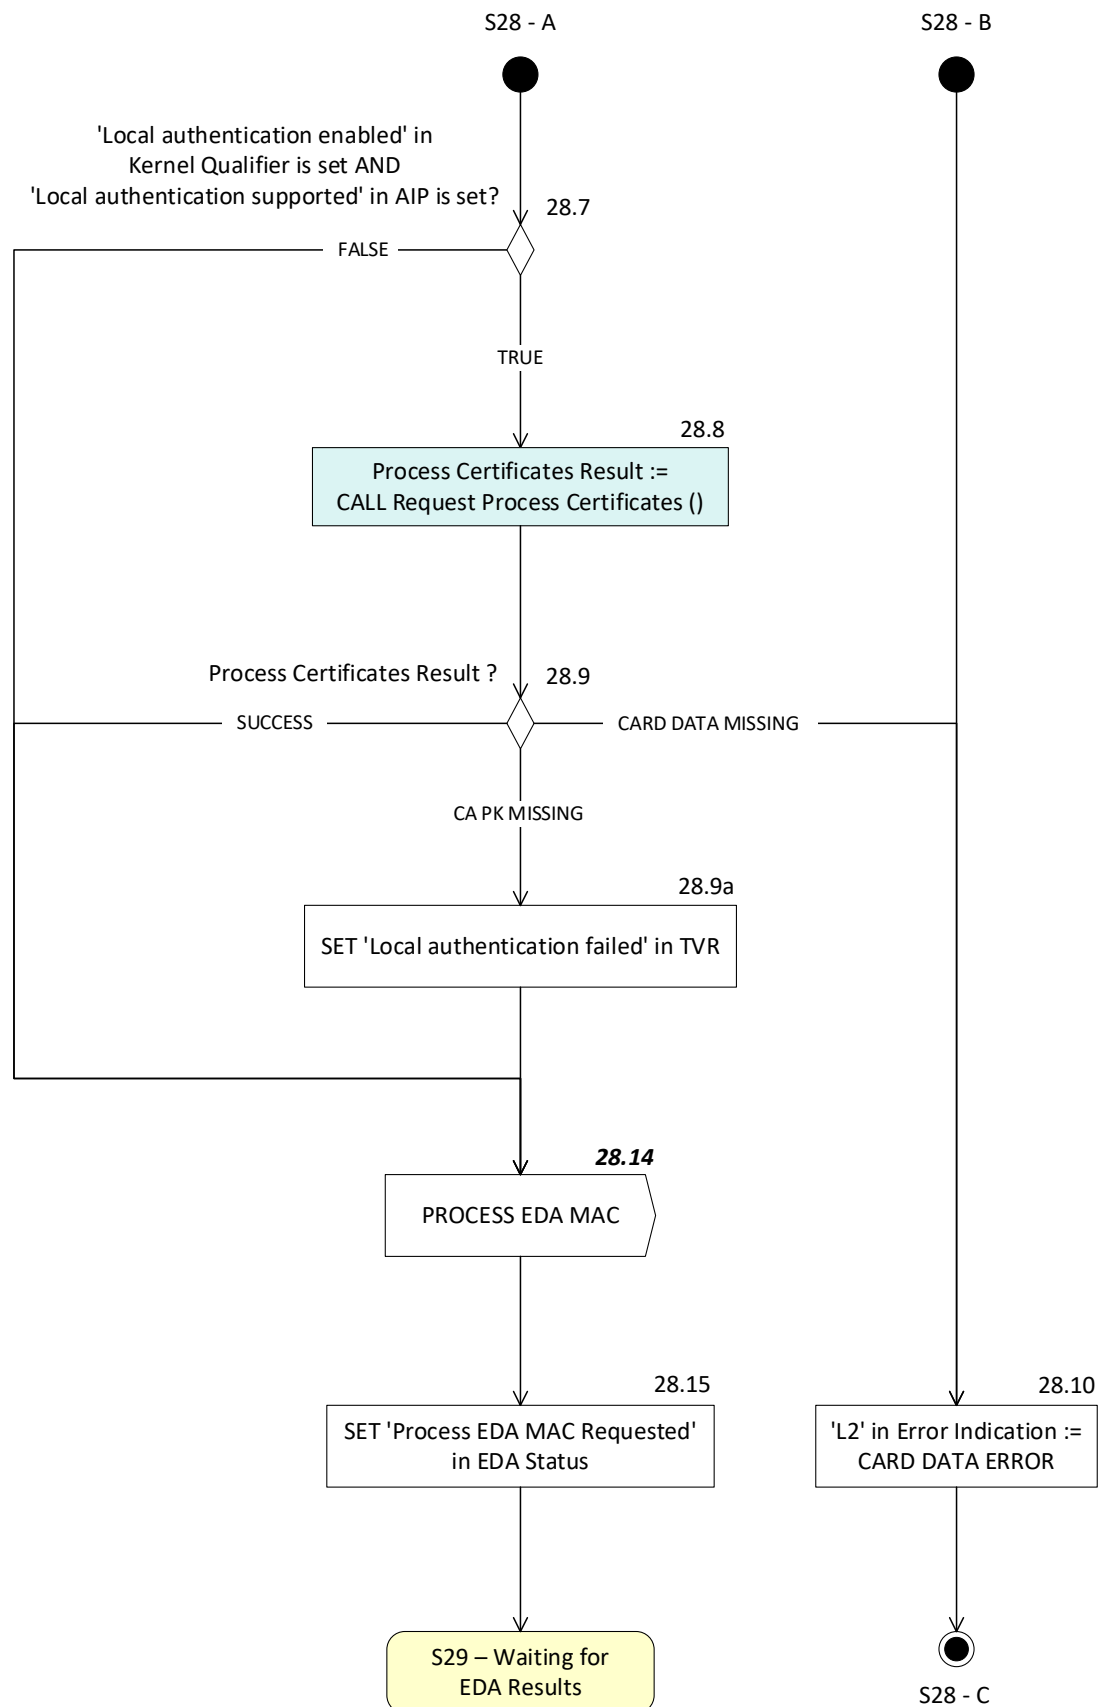 S28 - A
S28 - B
'Local authentication enabled' in
Kernel Qualifier is set AND
'Local authentication supported' in AIP is set?
28.7
FALSE
TRUE
28.8
Process Certificates Result :=
CALL Request Process Certificates ()
Process Certificates Result ?
28.9
SUCCESS
CARD DATA MISSING
CA PK MISSING
28.9a
SET 'Local authentication failed' in TVR
28.14
PROCESS EDA MAC
28.15
SET 'Process EDA MAC Requested'
in EDA Status
28.10
'L2' in Error Indication :=
CARD DATA ERROR
S29 – Waiting for
EDA Results
S28 - C